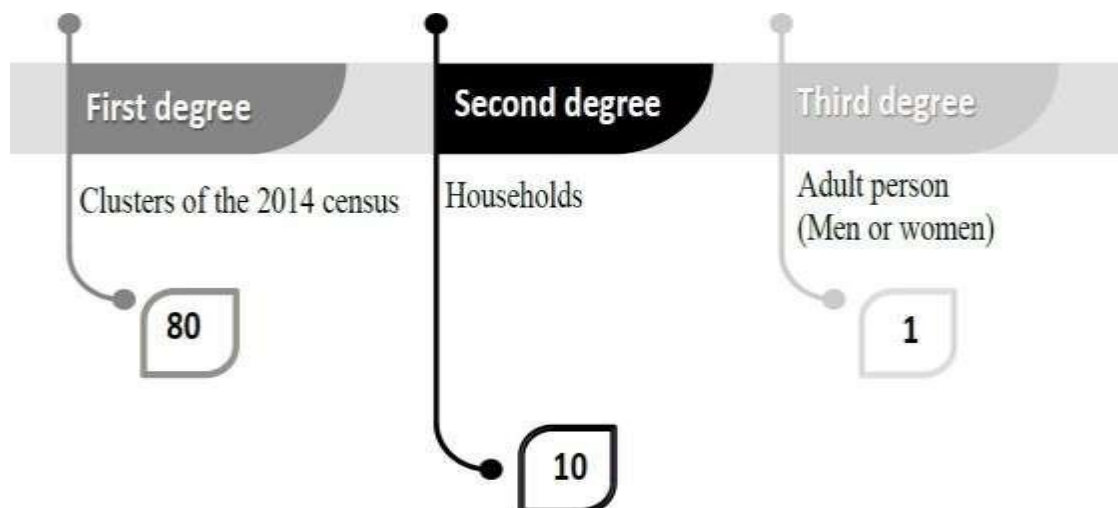 First degree
Clusters of the 2014 census
80
Second degree
Households
10
Third degree
Adult person
(Men or women)
1